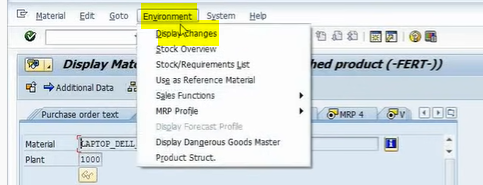 Material Edit Goto Environment System Help
Display Changes
Stock Overview
Display Mate
hed product (-FERT-))
Stock/Requirements List
Additional Data
Use as Reference Material
Sales Functions
Purchase order text
MRP Profile
MRP 4
V
Display Forecast Profile
Material LAPTOP_DELL
Display Dangerous Goods Master
Plant 1000
Product Struct.